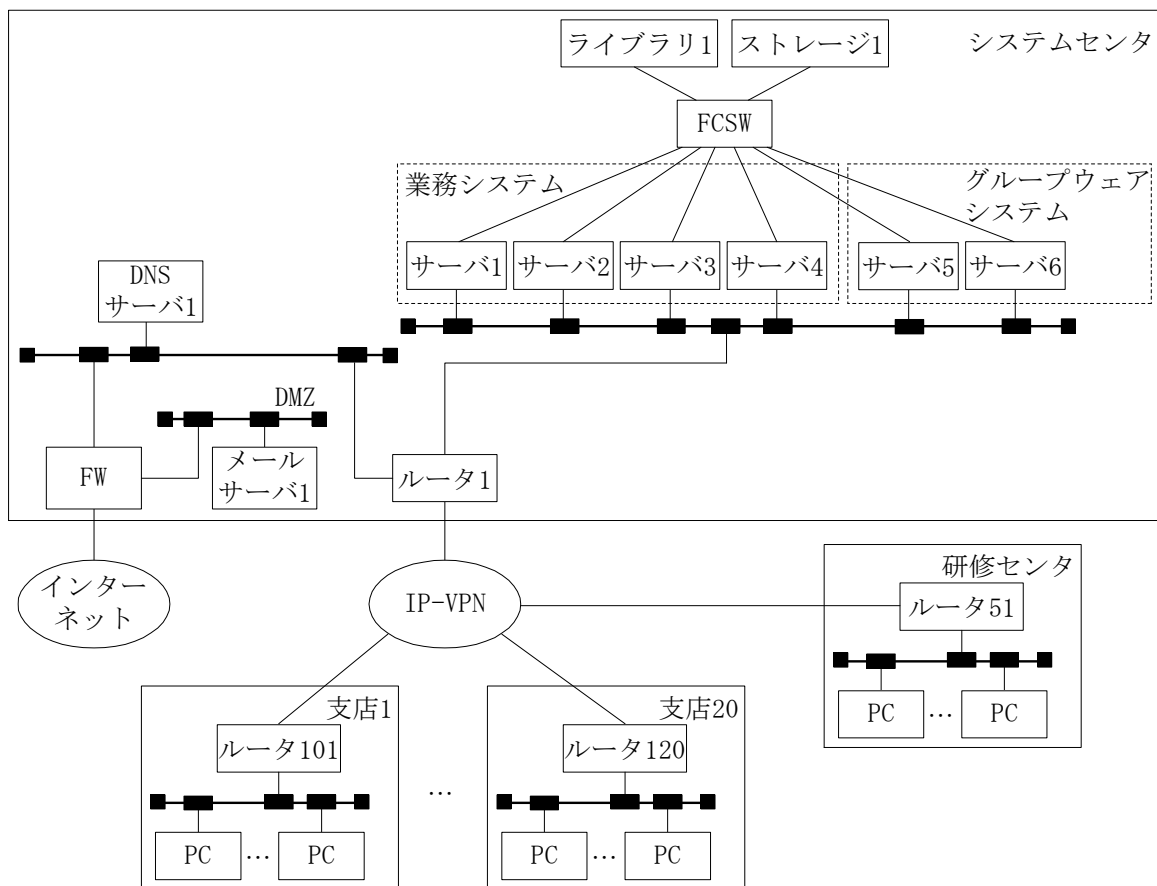 ライブラリ1
ストレージ1
システムセンタ
FCSW
業務システム
グループウェア
システム
サーバ1
サーバ2
サーバ3
サーバ4
サーバ5
サーバ6
DNS
サーバ1
DMZ
FW
メール
サーバ1
ルータ1
インター
ネット
IP-VPN
研修センタ
ルータ51
PC
…
PC
支店1
ルータ101
PC
…
PC
…
支店20
ルータ120
PC
…
PC